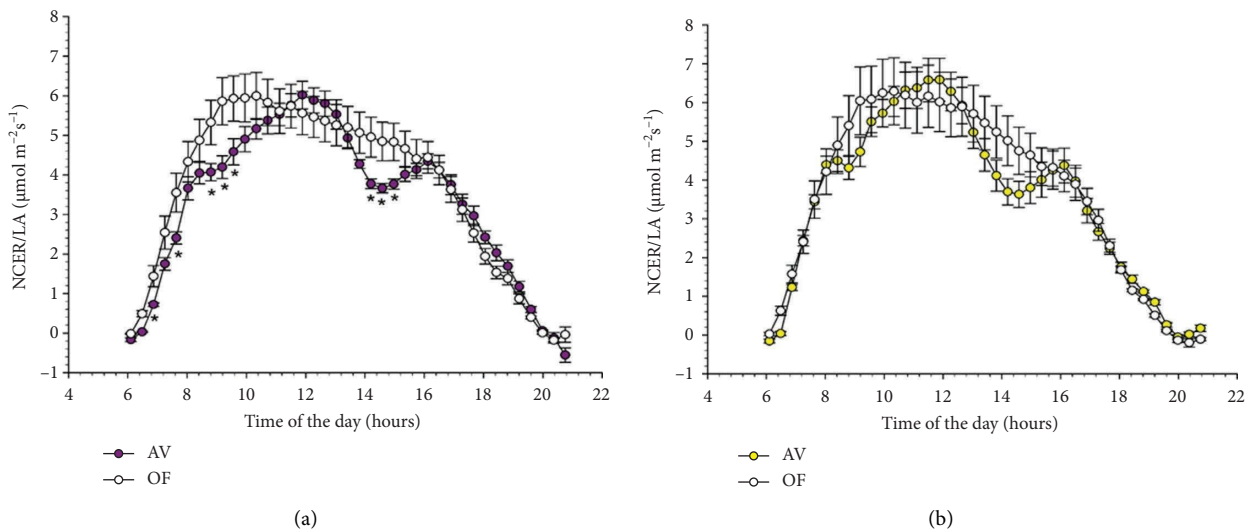 8
7
6
5
4
3
2
1
0
−1
NCER/LA (μmol m−2s−1)
*
*
* * *
* * *
4 6 8 10 12 14 16 18 20 22
Time of the day (hours)
AV
OF
(a)
8
7
6
5
4
3
2
1
0
−1
NCER/LA (μmol m−2s−1)
4 6 8 10 12 14 16 18 20 22
Time of the day (hours)
AV
OF
(b)